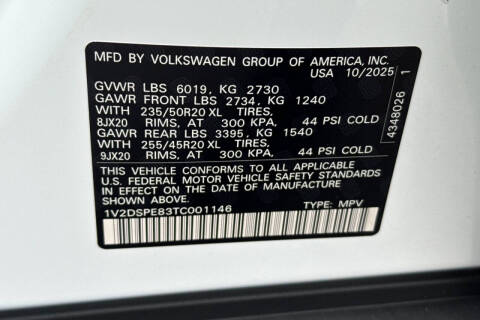 MFD BY VOLKSWAGEN GROUP OF AMERICA, INC.
USA 10/2025
GVWR LBS 6019, KG 2730
GAWR FRONT LBS 2734, KG 1240
235/50R20 XL TIRES,
8JX20 RIMS, AT 300 KPA, 44 PSI COLD
GAWR REAR LBS 3395, KG 1540
255/45R20 XL TIRES,
9JX20 RIMS, AT 300 KPA, 44 PSI COLD
THIS VEHICLE CONFORMS TO ALL APPLICABLE
U.S. FEDERAL MOTOR VEHICLE SAFETY STANDARDS
IN EFFECT ON THE DATE OF MANUFACTURE
SHOWN ABOVE.
1V2DSPE83TC001146 TYPE: MPV
4348026 1